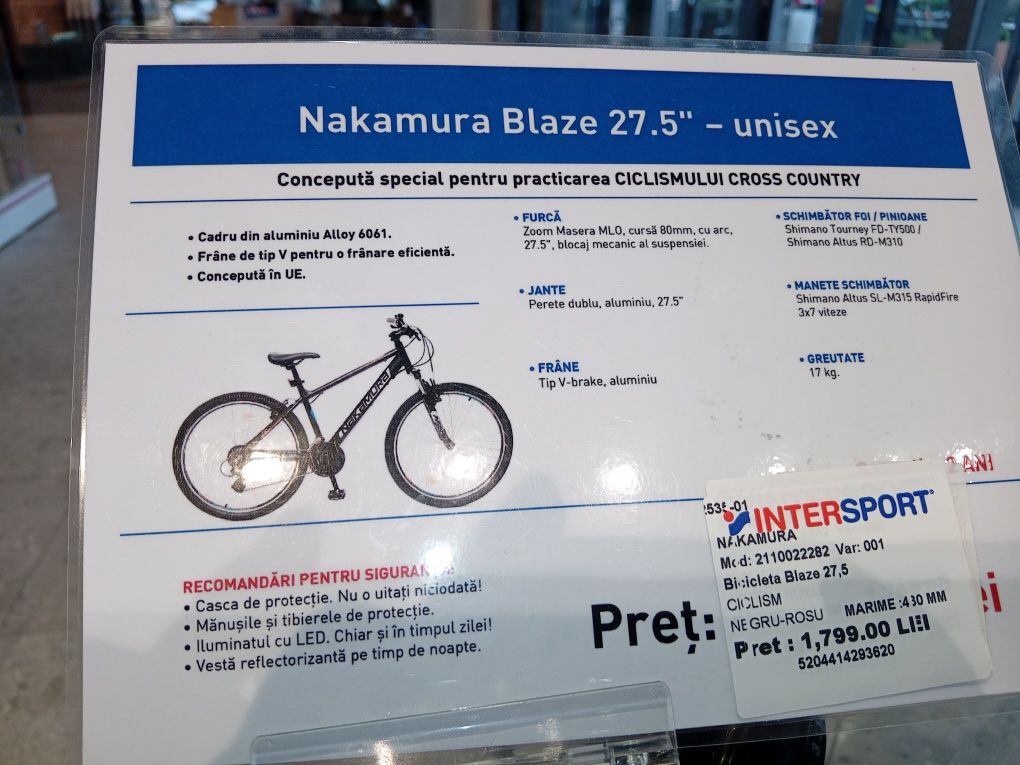 Nakamura Blaze 27.5" – unisex
Concepută special pentru practicarea CICLISMULUI CROSS COUNTRY
• Cadru din aluminiu Alloy 6061.
• Frâne de tip V pentru o frânare eficientă.
• Concepută în UE.
• FURCĂ
Zoom Masera MLO, cursă 80mm, cu arc,
27.5", blocaj mecanic al suspensiei.
• JANTE
Perete dublu, aluminiu, 27.5"
• FRÂNE
Tip V-brake, aluminiu
• SCHIMBĂTOR FOI / PINIOANE
Shimano Tourney FD-TY500 /
Shimano Altus RD-M310
• MANETE SCHIMBĂTOR
Shimano Altus SL-M315 RapidFire
3x7 viteze
• GREUTATE
17 kg.
NAKAMURA
ANI
RECOMANDĂRI PENTRU
• Casca de protecție. Nu o uitați niciodată!
• Mănușile și tibierele de protecție.
• Iluminatul cu LED. Chiar și în timpul zilei!
• Vestă reflectorizantă pe timp de noapte.
Preț:
ei
535-01
INTERSPORT
NAKAMURA
Mod: 2110022282 Var: 001
Bicicleta Blaze 27,5
CICLISM
NEGRU-ROSU MARIME :430 MM
Pret : 1,799.00 LEI
5204414293620